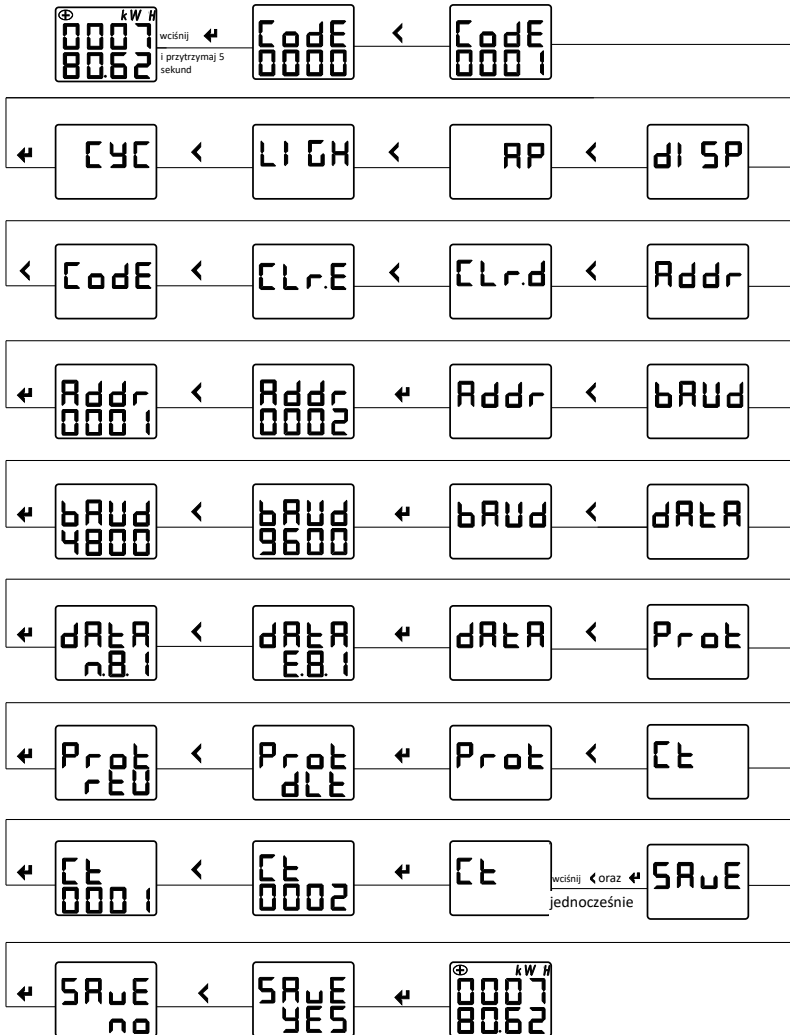 kWH
0007
80.62
wciśnij ↵
i przytrzymaj 5
sekund
CodE
0000
<
CodE
0001
↵ CYC < LIGH < AP < dISP
< CodE < CLr.E < CLr.d < Addr
↵ Addr
0001
<
Addr
0002
↵ Addr < bAUd
↵ bAUd
4800
<
bAUd
9600
↵ bAUd < dAtA
↵ dAtA
n.8.1
<
dAtA
E.8.1
↵ dAtA < Prot
↵ Prot
rtU
<
Prot
dLt
↵ Prot < Ct
↵ Ct
0001
<
Ct
0002
↵ Ct
wciśnij < oraz ↵
jednocześnie
SAvE
↵ SAvE
no
<
SAvE
YES
↵
kWH
0007
80.62